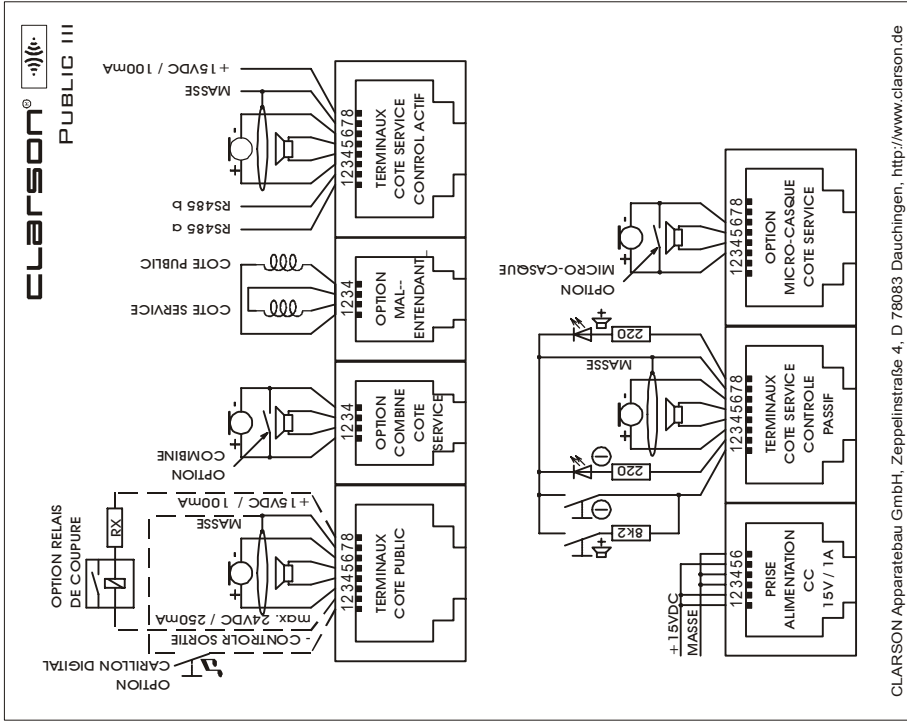 clarson®
PUBLIC III
OPTION RELAIS
DE COUPURE
RX
OPTION
CARILLON DIGITAL
- CONTROLR SORTIE
max. 24VDC / 250mA
MASSE
+15VDC / 100mA
+
-
12345678
TERMINAUX
COTE PUBLIC
OPTION
COMBINE
+
-
1234
OPTION
COMBINE
COTE
SERVICE
COTE SERVICE
COTE PUBLIC
1234
OPTION
MAL--
ENTENDANT_
RS485 a
RS485 b
+
-
MASSE
+15VDC / 100mA
12345678
TERMINAUX
COTE SERVICE
CONTROL ACTIF
+15VDC
MASSE
123456
PRISE
ALIMENTATION
CC
15V / 1A
8k2
220
+
-
MASSE
220
+
12345678
TERMINAUX
COTE SERVICE
CONTROLE
PASSIF
OPTION
MICRO-CASQUE
+
-
12345678
OPTION
MICRO-CASQUE
COTE SERVICE
CLARSON Apparatebau GmbH, Zeppelinstraße 4, D 78083 Dauchingen, http://www.clarson.de